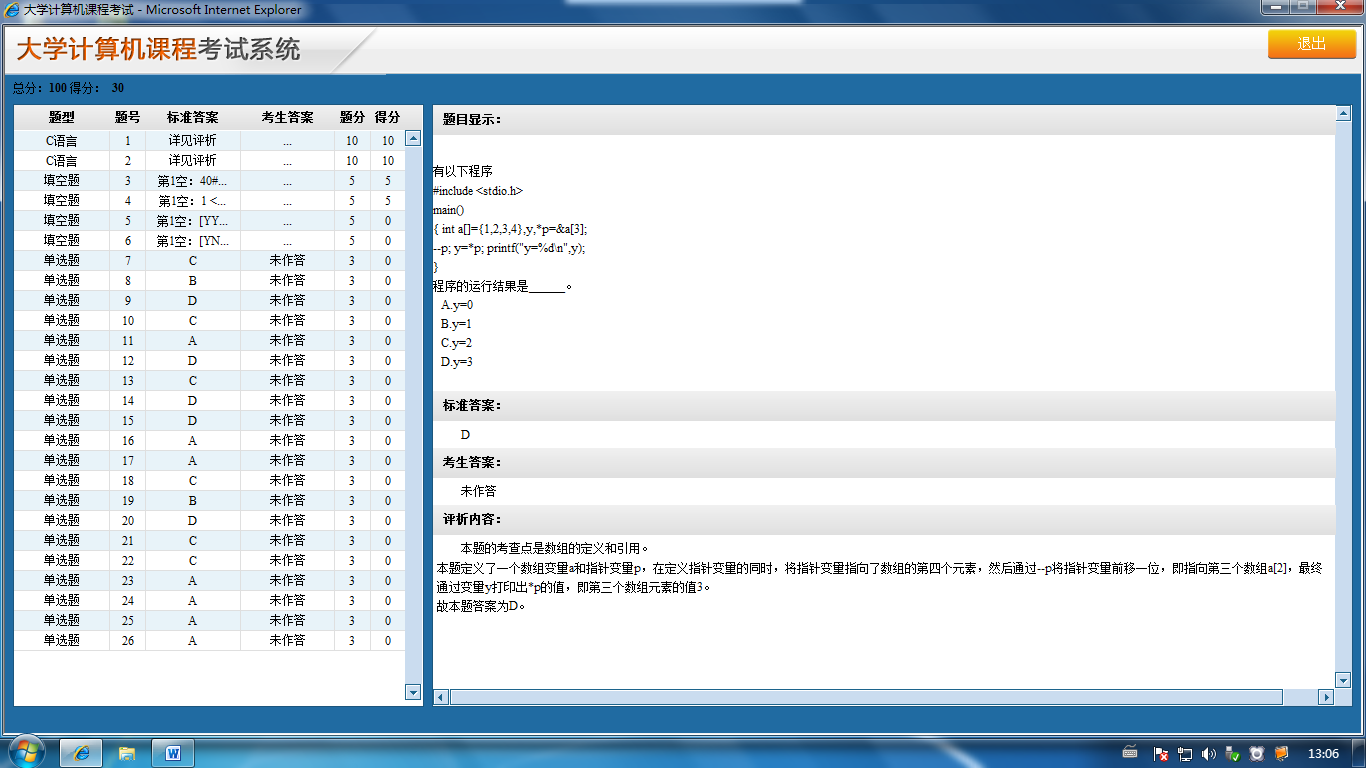 大学计算机课程考试 - Microsoft Internet Explorer
大学计算机课程考试系统
退出
总分：100 得分： 30
题型 题号 标准答案 考生答案 题分 得分
C语言 1 详见评析 ... 10 10
C语言 2 详见评析 ... 10 10
填空题 3 第1空：40#... ... 5 5
填空题 4 第1空：1 <... ... 5 5
填空题 5 第1空：[YY... ... 5 0
填空题 6 第1空：[YN... ... 5 0
单选题 7 C 未作答 3 0
单选题 8 B 未作答 3 0
单选题 9 D 未作答 3 0
单选题 10 C 未作答 3 0
单选题 11 A 未作答 3 0
单选题 12 D 未作答 3 0
单选题 13 C 未作答 3 0
单选题 14 D 未作答 3 0
单选题 15 D 未作答 3 0
单选题 16 A 未作答 3 0
单选题 17 A 未作答 3 0
单选题 18 C 未作答 3 0
单选题 19 B 未作答 3 0
单选题 20 D 未作答 3 0
单选题 21 C 未作答 3 0
单选题 22 C 未作答 3 0
单选题 23 A 未作答 3 0
单选题 24 A 未作答 3 0
单选题 25 A 未作答 3 0
单选题 26 A 未作答 3 0
题目显示：
有以下程序
#include <stdio.h>
main()
{ int a[]={1,2,3,4},y,*p=&a[3];
--p; y=*p; printf("y=%d\n",y);
}
程序的运行结果是______。
A.y=0
B.y=1
C.y=2
D.y=3
标准答案：
D
考生答案：
未作答
评析内容：
本题的考查点是数组的定义和引用。
本题定义了一个数组变量a和指针变量p，在定义指针变量的同时，将指针变量指向了数组的第四个元素，然后通过--p将指针变量前移一位，即指向第三个数组a[2]，最终
通过变量y打印出*p的值，即第三个数组元素的值3。
故本题答案为D。
13:06